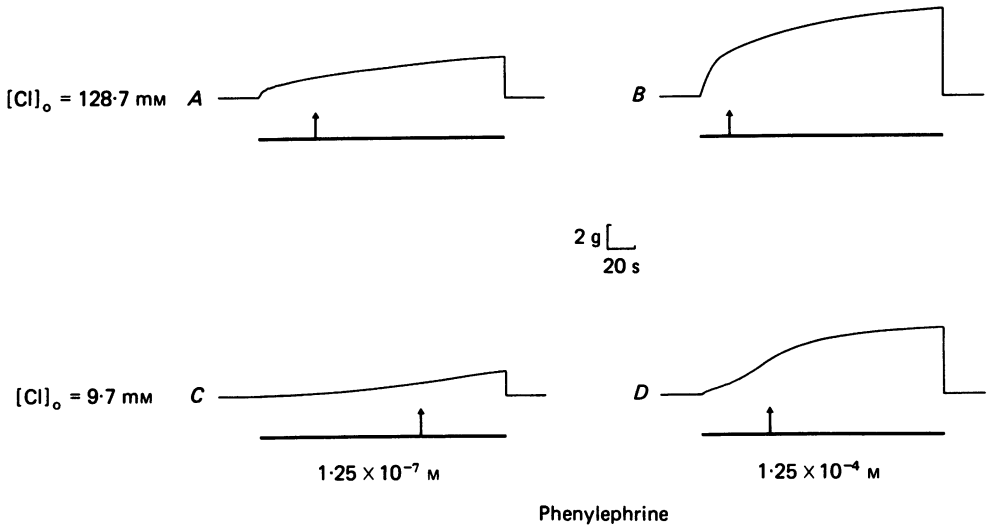 [Cl]ₒ = 128·7 mM A
B
2 g
20 s
[Cl]ₒ = 9·7 mM C
D
1·25 × 10⁻⁷ M
1·25 × 10⁻⁴ M
Phenylephrine